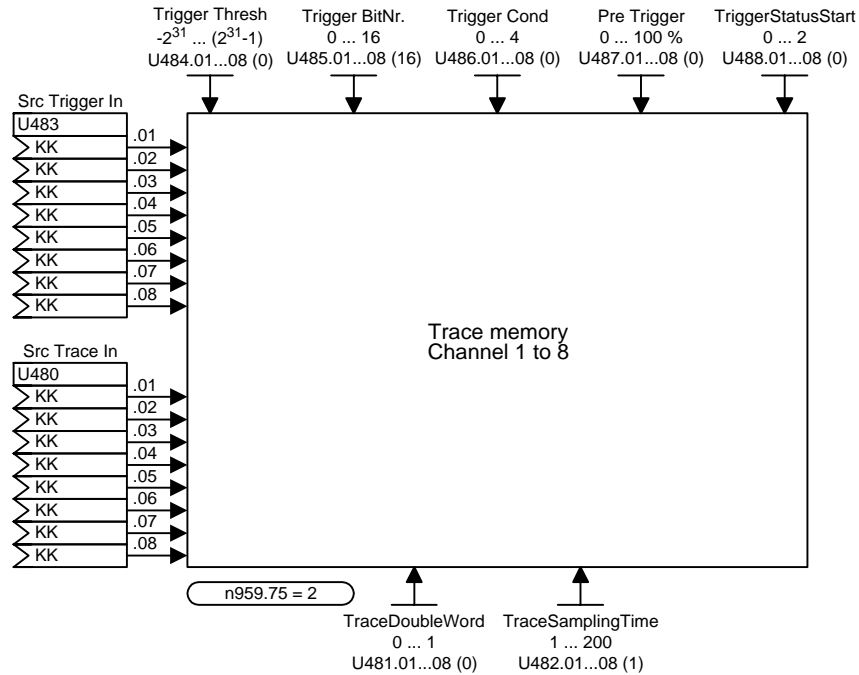 Trigger Thresh
-2³¹ ... (2³¹-1)
U484.01...08 (0)
Trigger BitNr.
0 ... 16
U485.01...08 (16)
Trigger Cond
0 ... 4
U486.01...08 (0)
Pre Trigger
0 ... 100 %
U487.01...08 (0)
TriggerStatusStart
0 ... 2
U488.01...08 (0)
Src Trigger In
U483
KK .01
KK .02
KK .03
KK .04
KK .05
KK .06
KK .07
KK .08
Trace memory
Channel 1 to 8
Src Trace In
U480
KK .01
KK .02
KK .03
KK .04
KK .05
KK .06
KK .07
KK .08
n959.75 = 2
TraceDoubleWord
0 ... 1
U481.01...08 (0)
TraceSamplingTime
1 ... 200
U482.01...08 (1)